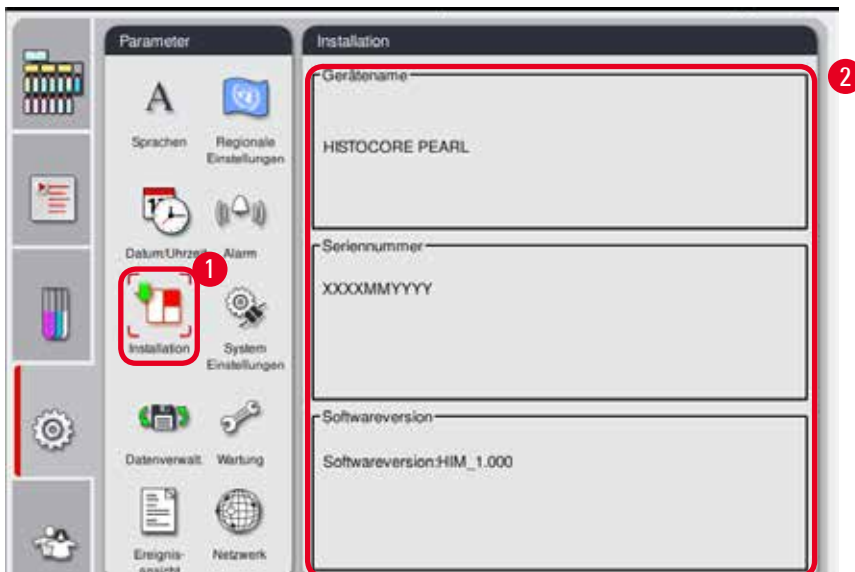 Parameter
Installation
A
Sprachen
Regionale
Einstellungen
Datum/Uhrzeit
Alarm
1
Installation
System
Einstellungen
Datenverwalt.
Wartung
Ereignis-
ansicht
Netzwerk
2
Gerätename
HISTOCORE PEARL
Seriennummer
XXXXMMYYYY
Softwareversion
Softwareversion:HIM_1.000